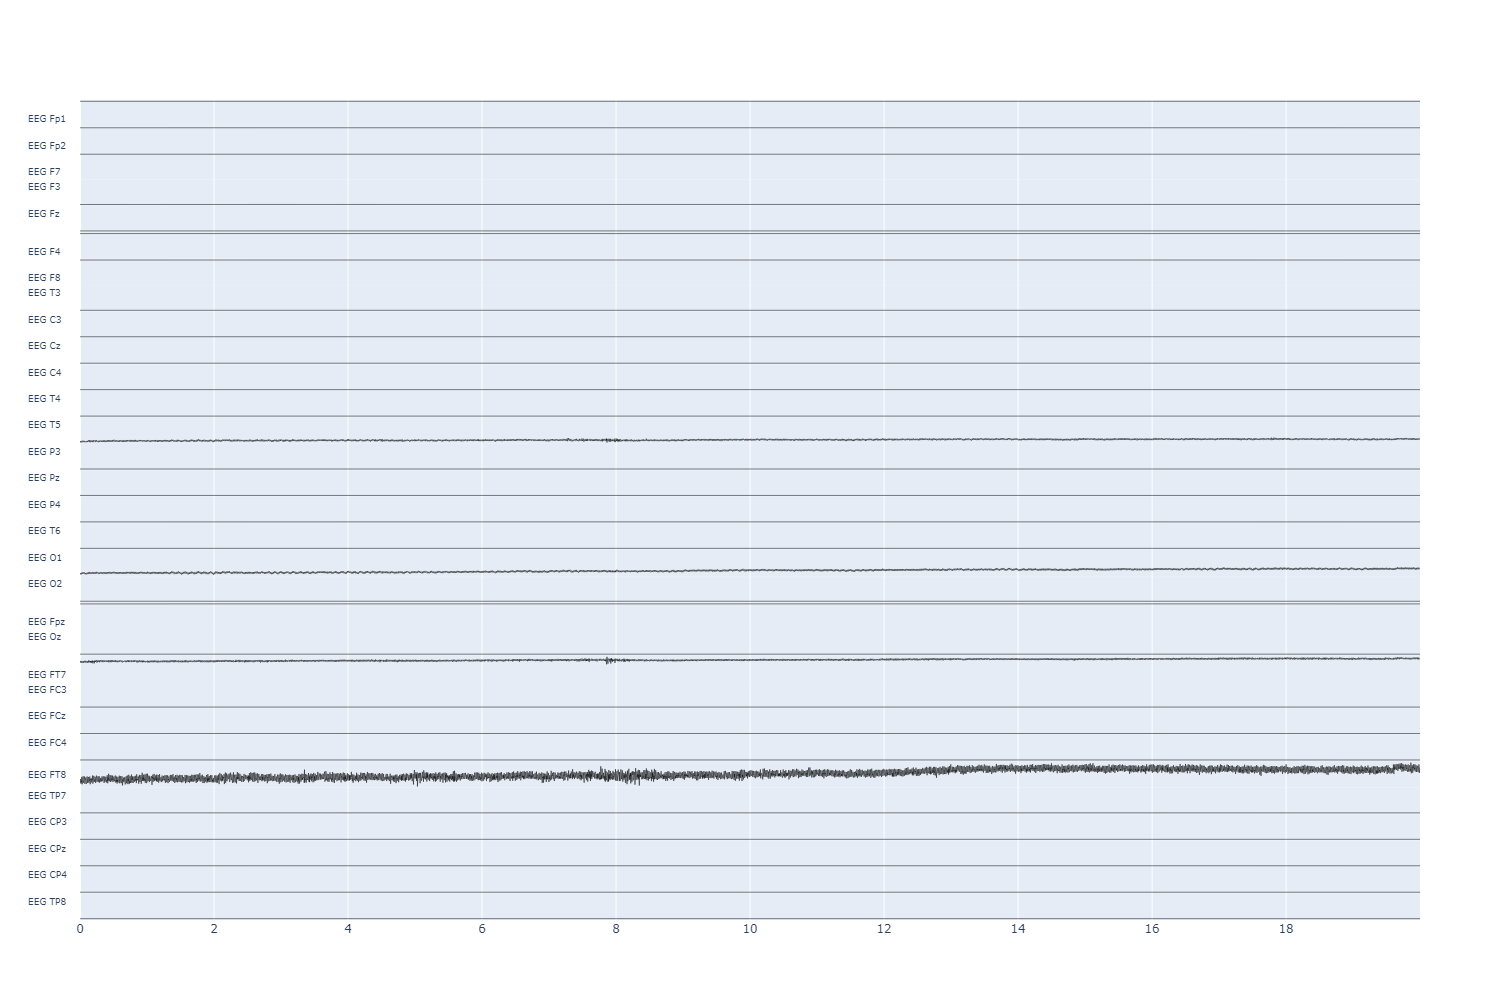 EEG Fp1
EEG Fp2
EEG F7
EEG F3
EEG Fz
EEG F4
EEG F8
EEG T3
EEG C3
EEG Cz
EEG C4
EEG T4
EEG T5
EEG P3
EEG Pz
EEG P4
EEG T6
EEG O1
EEG O2
EEG Fpz
EEG Oz
EEG FT7
EEG FC3
EEG FCz
EEG FC4
EEG FT8
EEG TP7
EEG CP3
EEG CPz
EEG CP4
EEG TP8
0 2 4 6 8 10 12 14 16 18